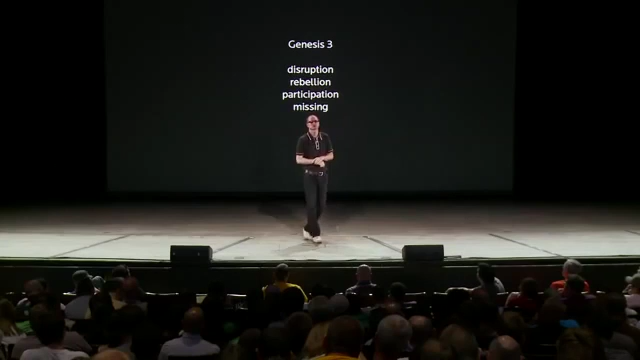 Genesis 3
disruption
rebellion
participation
missing